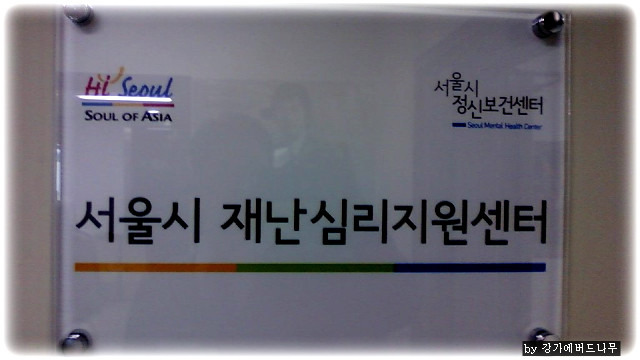 Hi Seoul
SOUL OF ASIA
서울시
정신보건센터
Seoul Mental Health Center
서울시 재난심리지원센터
by 강가에버드나무